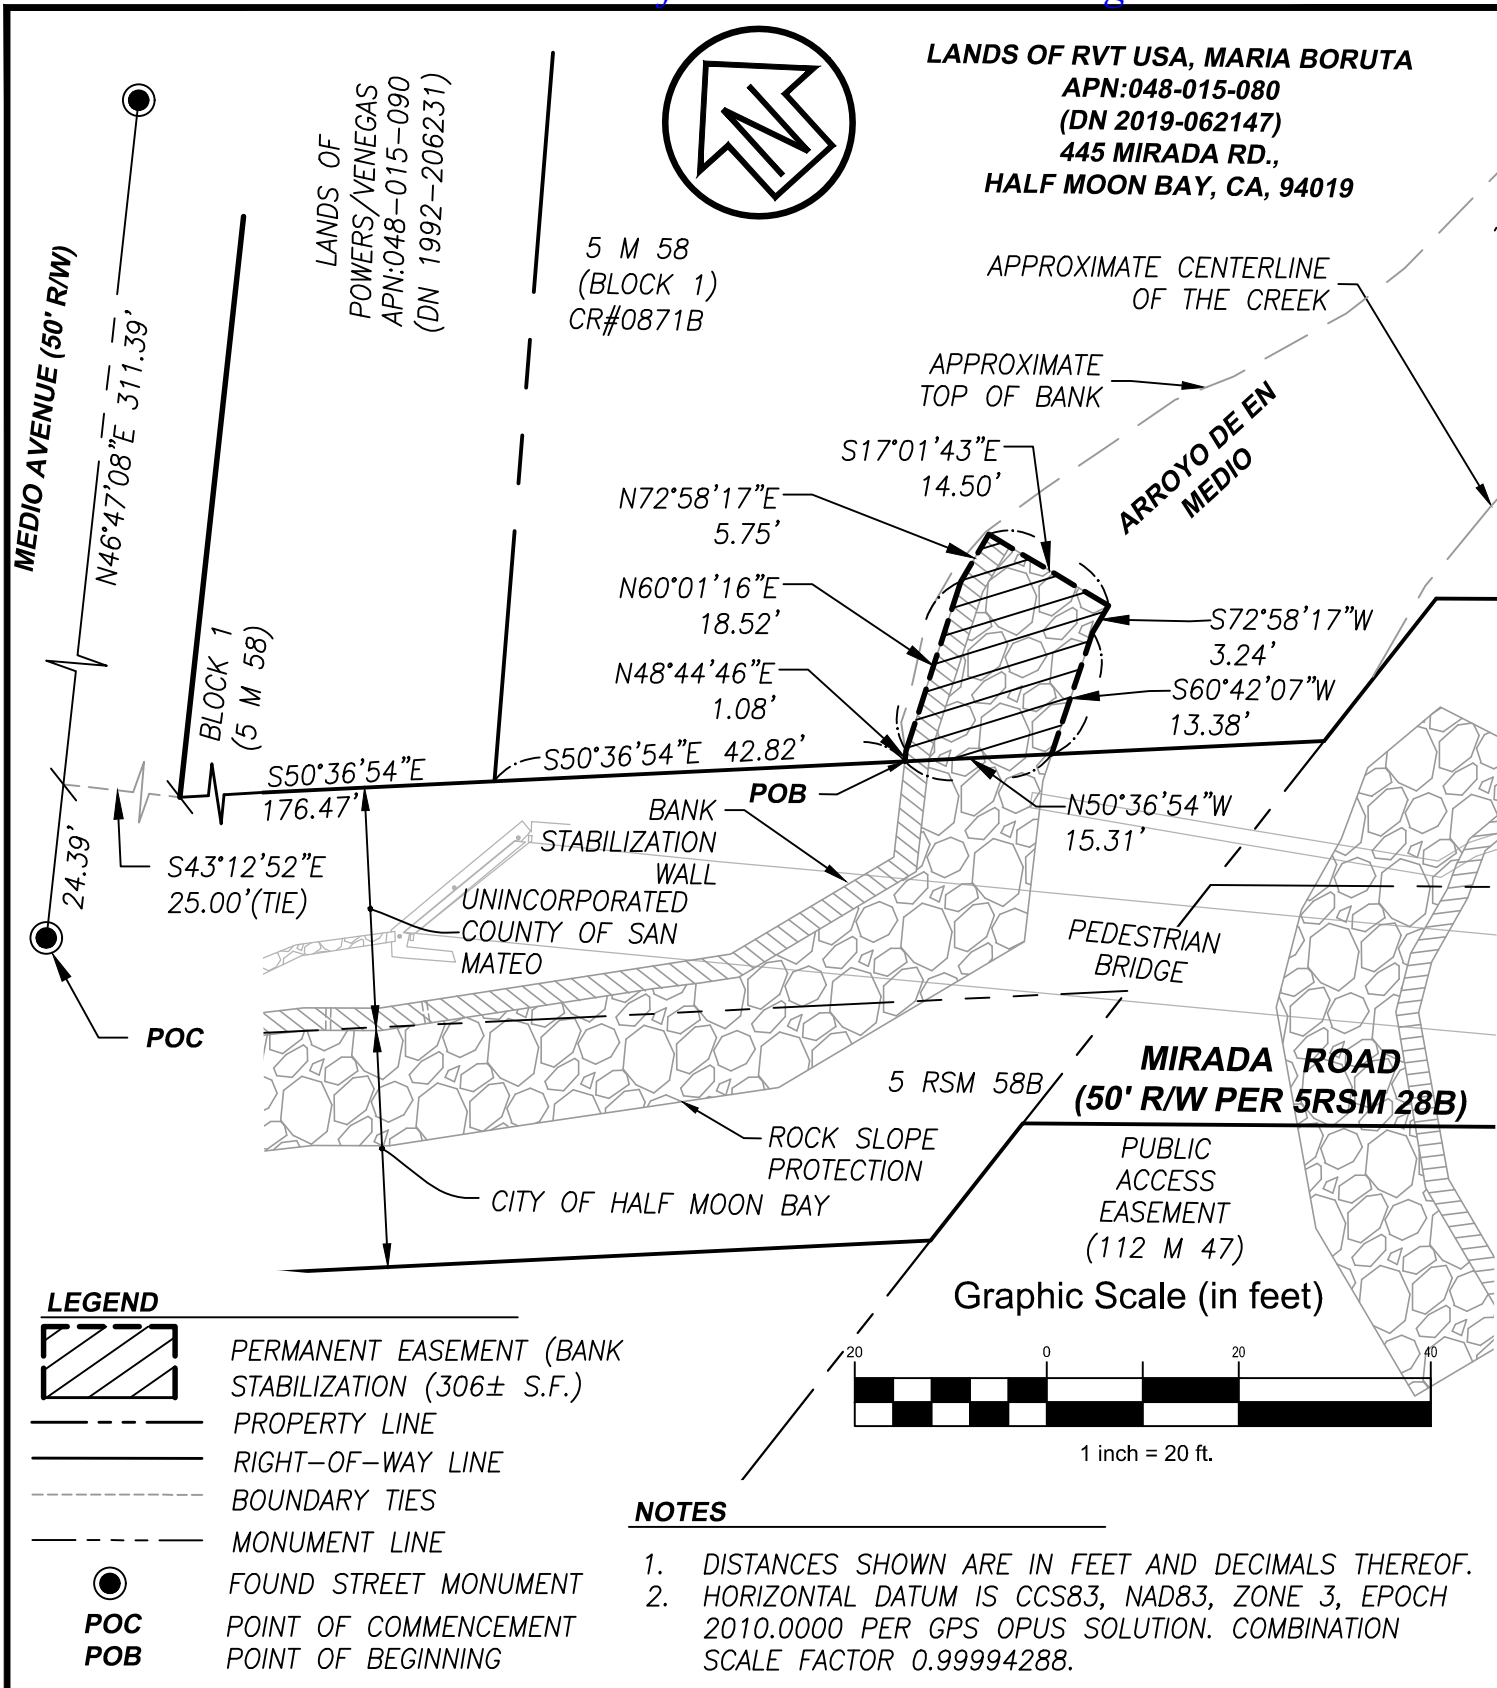 LANDS OF RVT USA, MARIA BORUTA
APN:048-015-080
(DN 2019-062147)
445 MIRADA RD.,
HALF MOON BAY, CA, 94019
LANDS OF
POWERS/VENEGAS
APN:048-015-090
(DN 1992-206231)
N
5 M 58
(BLOCK 1)
CR#0871B
MEDIO AVENUE (50' R/W)
N46°47'08"E 311.39'
APPROXIMATE CENTERLINE
OF THE CREEK
APPROXIMATE
TOP OF BANK
ARROYO DE EN
MEDIO
S17°01'43"E
14.50'
N72°58'17"E
5.75'
N60°01'16"E
18.52'
N48°44'46"E
1.08'
S72°58'17"W
3.24'
S60°42'07"W
13.38'
BLOCK 1
(5 M 58)
S50°36'54"E
176.47'
S50°36'54"E 42.82'
POB
N50°36'54"W
15.31'
24.39'
S43°12'52"E
25.00'(TIE)
BANK
STABILIZATION
WALL
UNINCORPORATED
COUNTY OF SAN
MATEO
PEDESTRIAN
BRIDGE
POC
5 RSM 58B
MIRADA ROAD
(50' R/W PER 5RSM 28B)
ROCK SLOPE
PROTECTION
CITY OF HALF MOON BAY
PUBLIC
ACCESS
EASEMENT
(112 M 47)
Graphic Scale (in feet)
20 0 20 40
1 inch = 20 ft.
LEGEND
PERMANENT EASEMENT (BANK
STABILIZATION (306± S.F.)
PROPERTY LINE
RIGHT-OF-WAY LINE
BOUNDARY TIES
MONUMENT LINE
FOUND STREET MONUMENT
POC POINT OF COMMENCEMENT
POB POINT OF BEGINNING
NOTES
1. DISTANCES SHOWN ARE IN FEET AND DECIMALS THEREOF.
2. HORIZONTAL DATUM IS CCS83, NAD83, ZONE 3, EPOCH
2010.0000 PER GPS OPUS SOLUTION. COMBINATION
SCALE FACTOR 0.99994288.